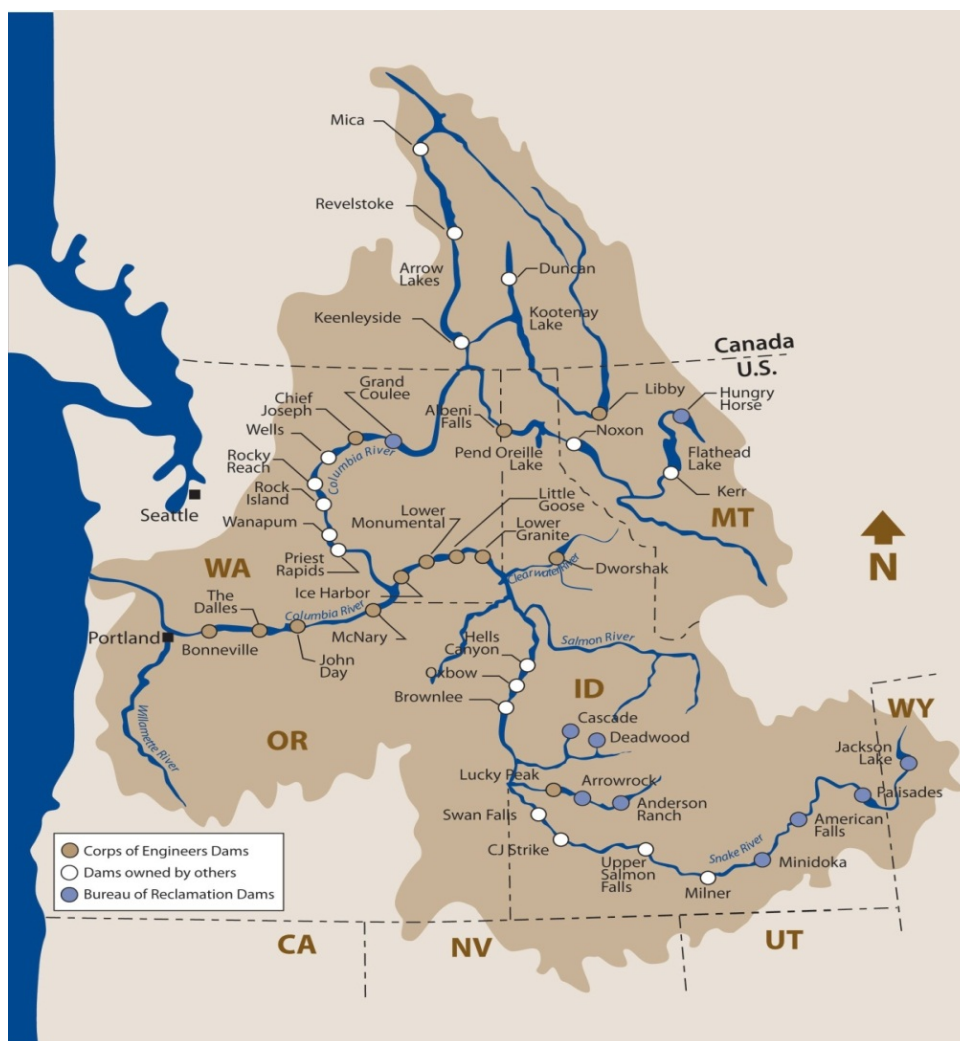 Mica
Revelstoke
Arrow
Lakes
Duncan
Kootenay
Lake
Keenleyside
Canada
U.S.
Grand
Coulee
Chief
Joseph
Albeni
Falls
Libby
Hungry
Horse
Wells
Noxon
Pend Oreille
Lake
Flathead
Lake
Rocky
Reach
Columbia River
Rock
Island
Kerr
Seattle
Wanapum
Lower
Monumental
Little
Goose
Lower
Granite
MT
N
Priest
Rapids
WA
Ice Harbor
Clearwater River
Dworshak
The
Dalles
Columbia River
Portland
Bonneville
John
Day
McNary
Hells
Canyon
Salmon River
Oxbow
Brownlee
ID
WY
Willamette River
OR
Cascade
Deadwood
Jackson
Lake
Lucky Peak
Arrowrock
Anderson
Ranch
Palisades
Swan Falls
American
Falls
CJ Strike
Upper
Salmon
Falls
Snake River
Minidoka
Milner
Corps of Engineers Dams
Dams owned by others
Bureau of Reclamation Dams
CA
NV
UT